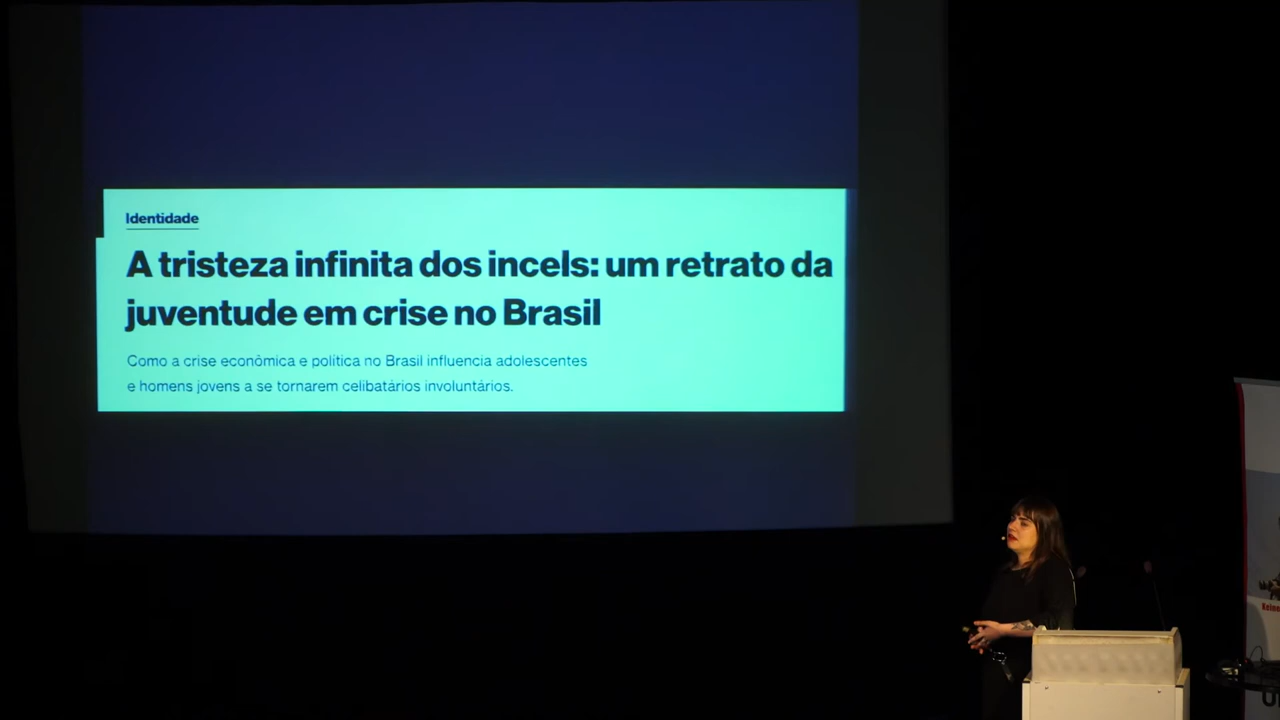 Identidade
A tristeza infinita dos incels: um retrato da
juventude em crise no Brasil
Como a crise econômica e política no Brasil influencia adolescentes
e homens jovens a se tornarem celibatários involuntários.